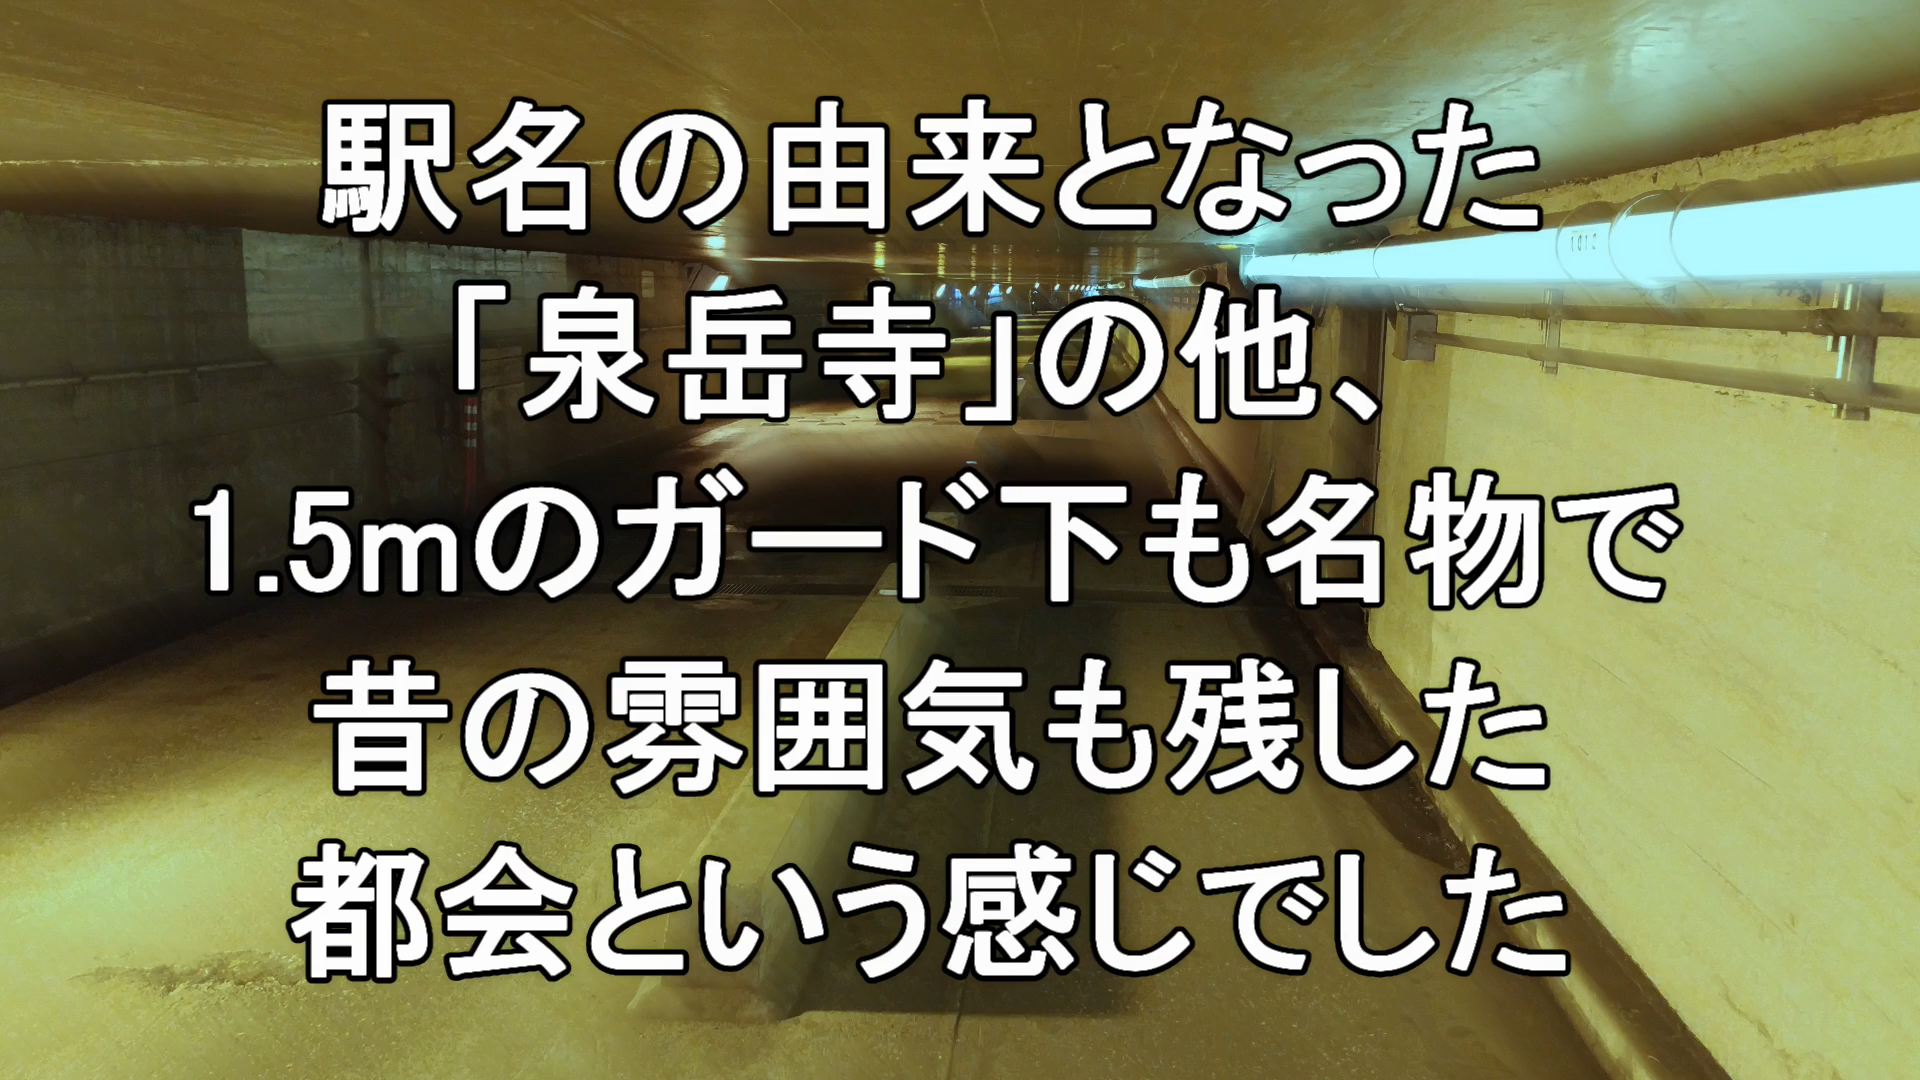 駅名の由来となった
「泉岳寺」の他、
1.5mのガード下も名物で
昔の雰囲気も残した
都会という感じでした